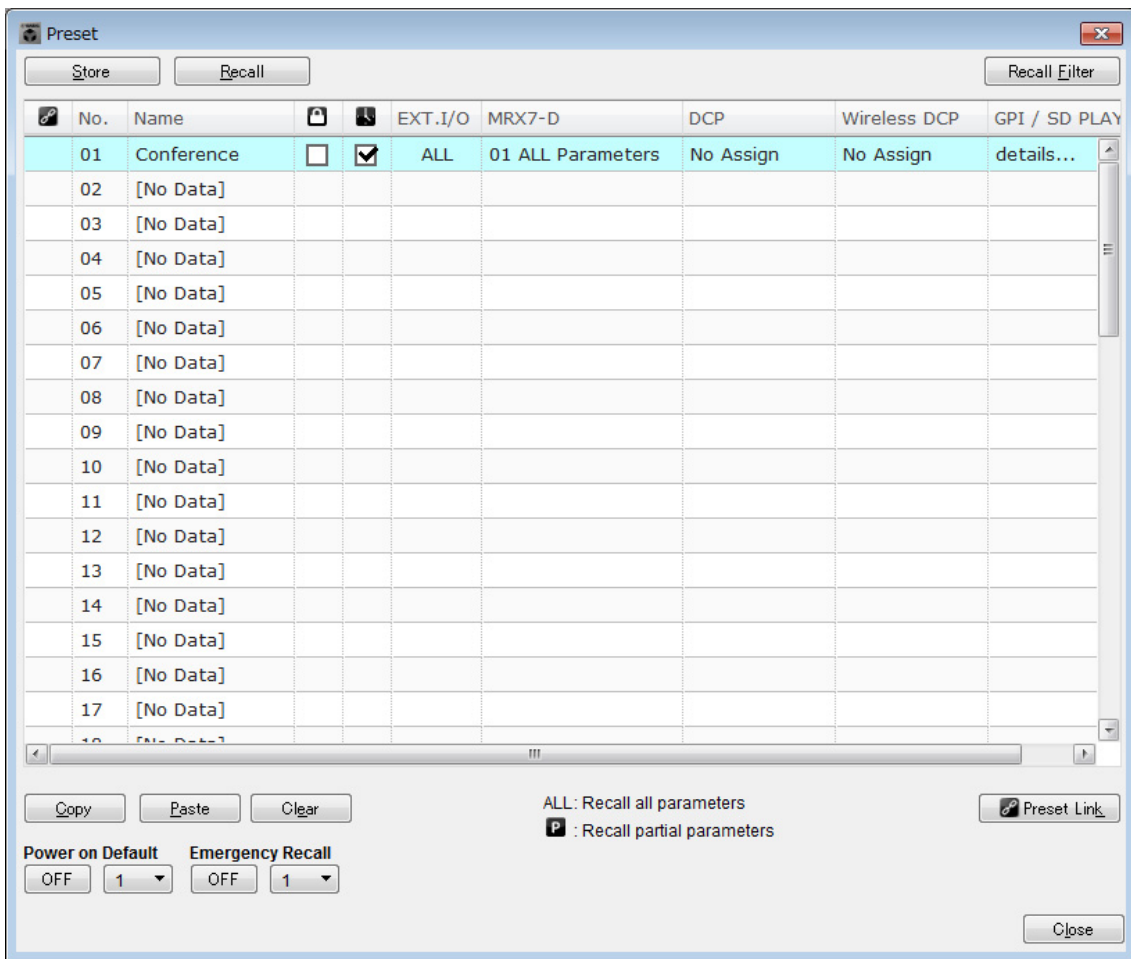 Preset
Store Recall Recall Filter
No. Name EXT.I/O MRX7-D DCP Wireless DCP GPI / SD PLAY
01 Conference ALL 01 ALL Parameters No Assign No Assign details...
02 [No Data]
03 [No Data]
04 [No Data]
05 [No Data]
06 [No Data]
07 [No Data]
08 [No Data]
09 [No Data]
10 [No Data]
11 [No Data]
12 [No Data]
13 [No Data]
14 [No Data]
15 [No Data]
16 [No Data]
17 [No Data]
Copy Paste Clear ALL: Recall all parameters Preset Link
P : Recall partial parameters
Power on Default Emergency Recall
OFF 1 OFF 1
Close